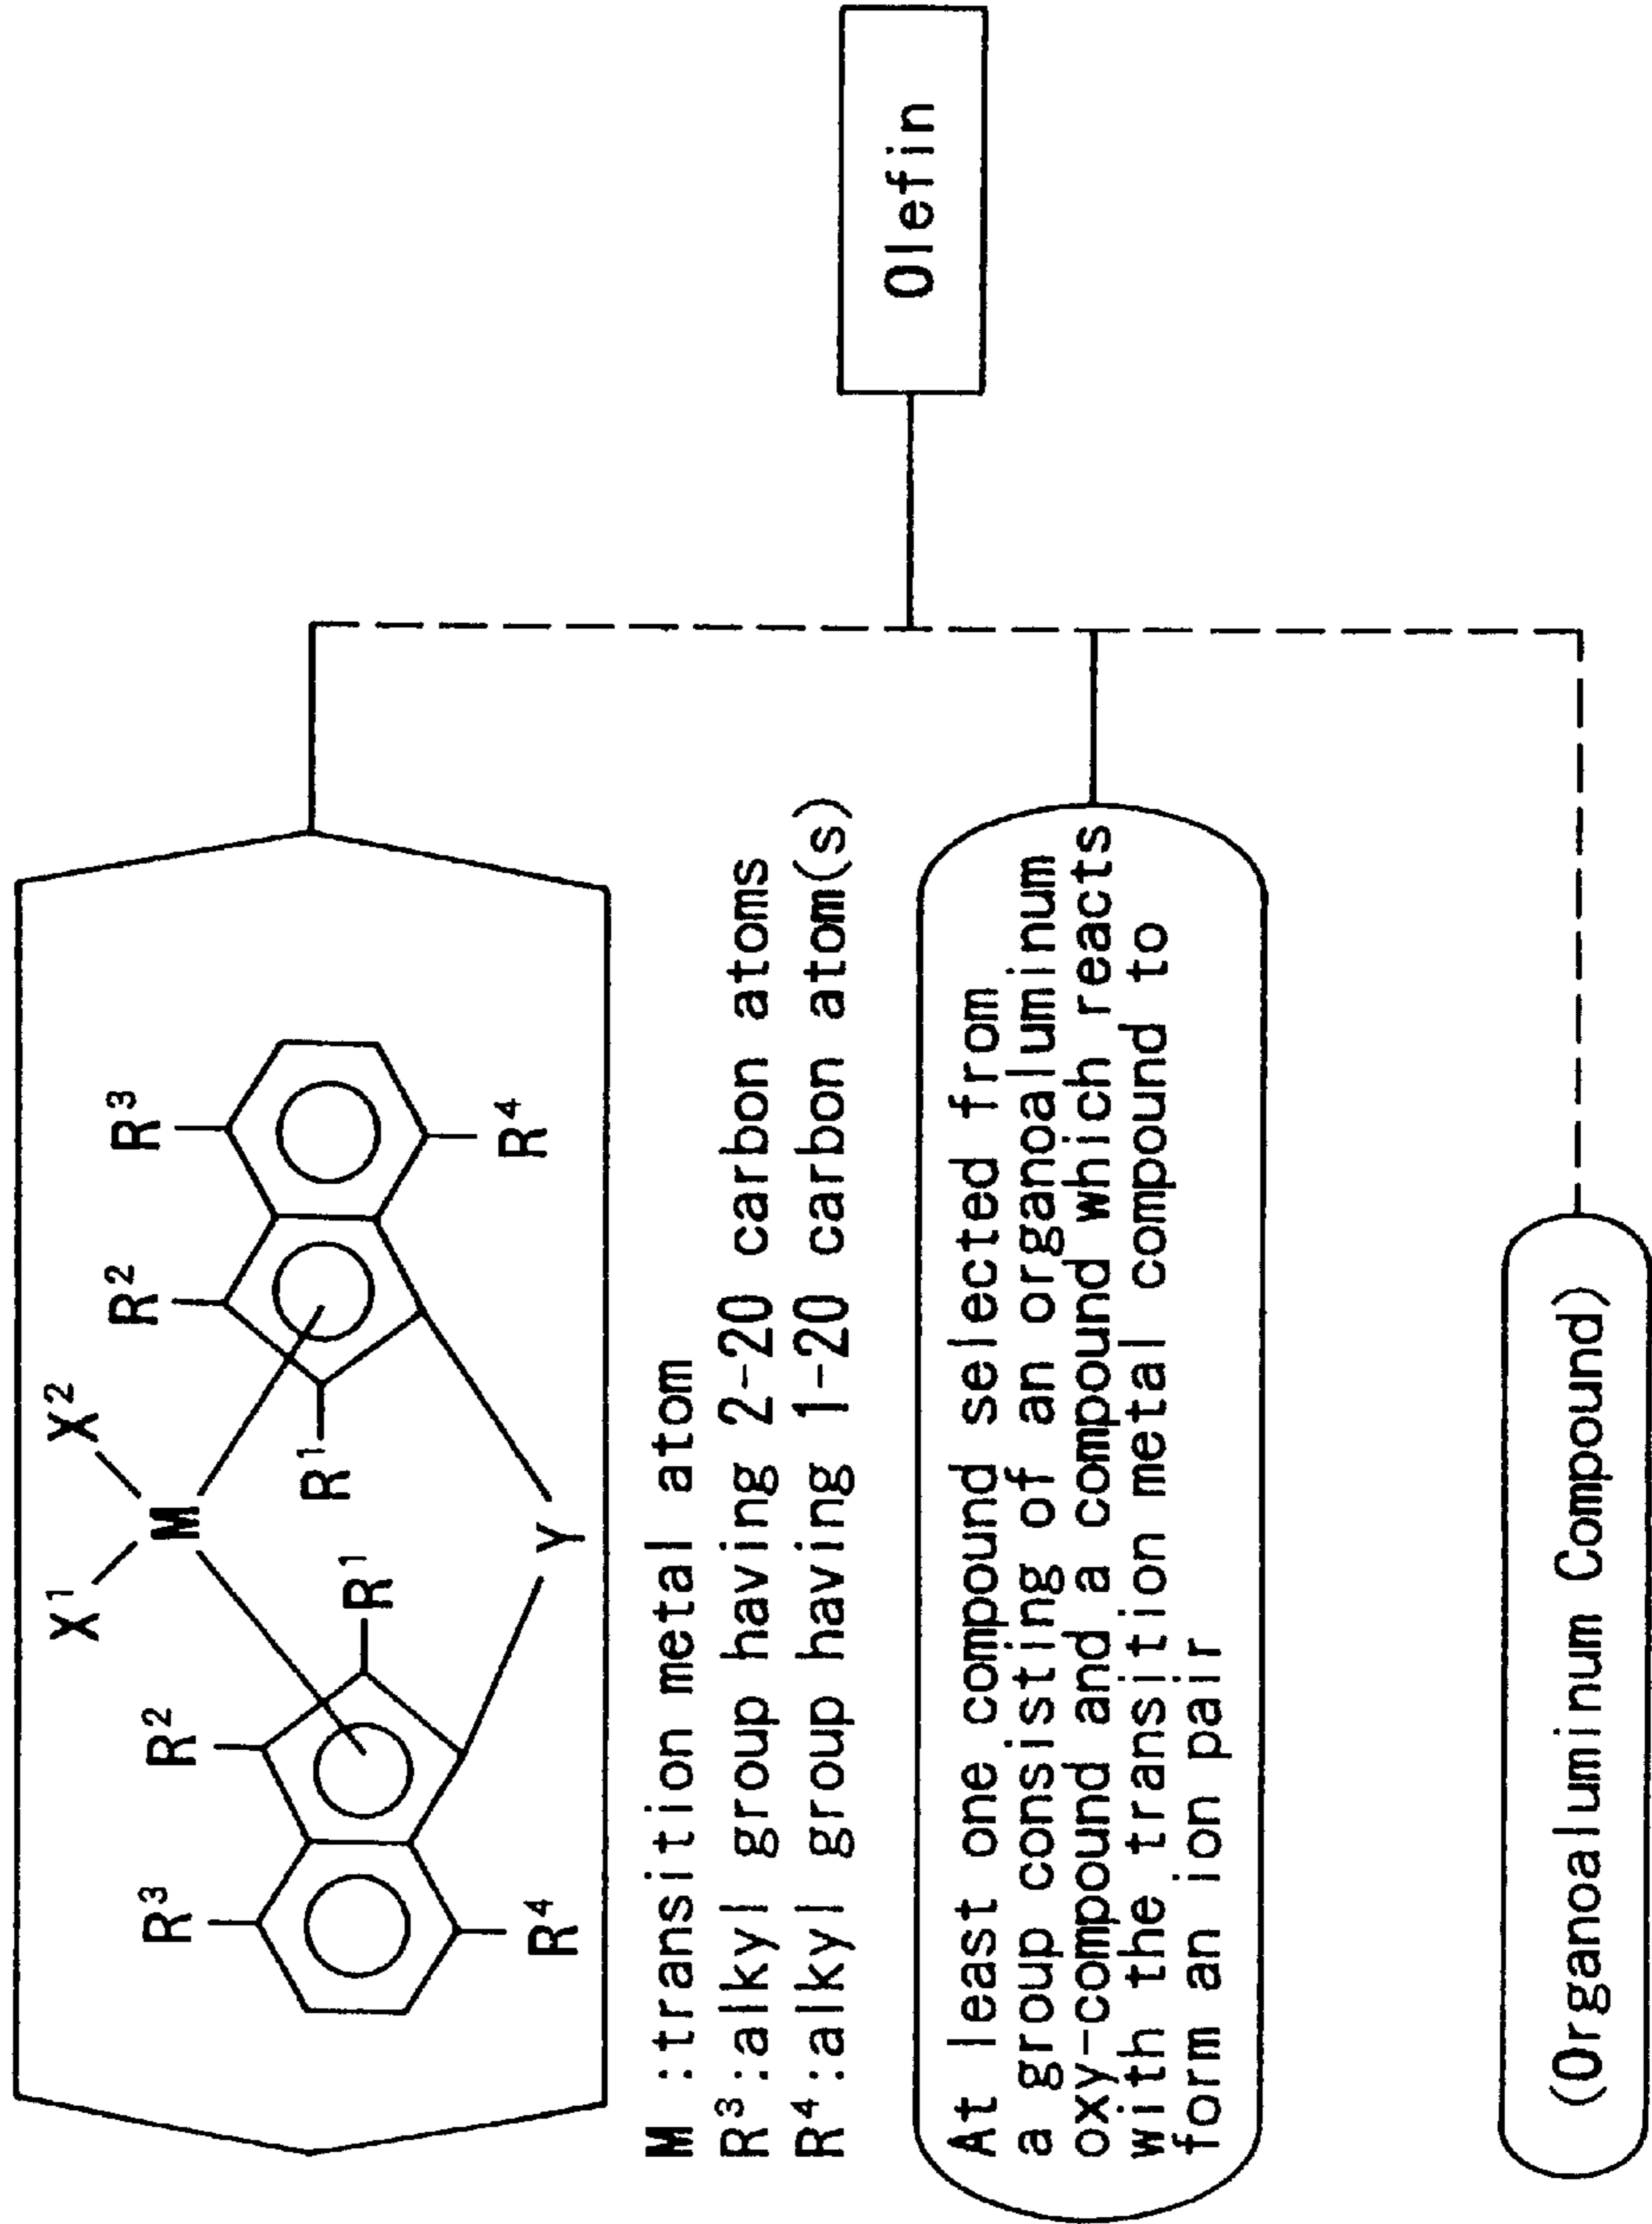 X¹ X²
M
R³ R² R² R³
R¹ R¹
R⁴ R⁴
Y
M :transition metal atom
R³:alkyl group having 2-20 carbon atoms
R⁴:alkyl group having 1-20 carbon atom(s)
At least one compound selected from
a group consisting of an organoaluminum
oxy-compound and a compound which reacts
with the transition metal compound to
form an ion pair
(Organoaluminum Compound)
Olefin